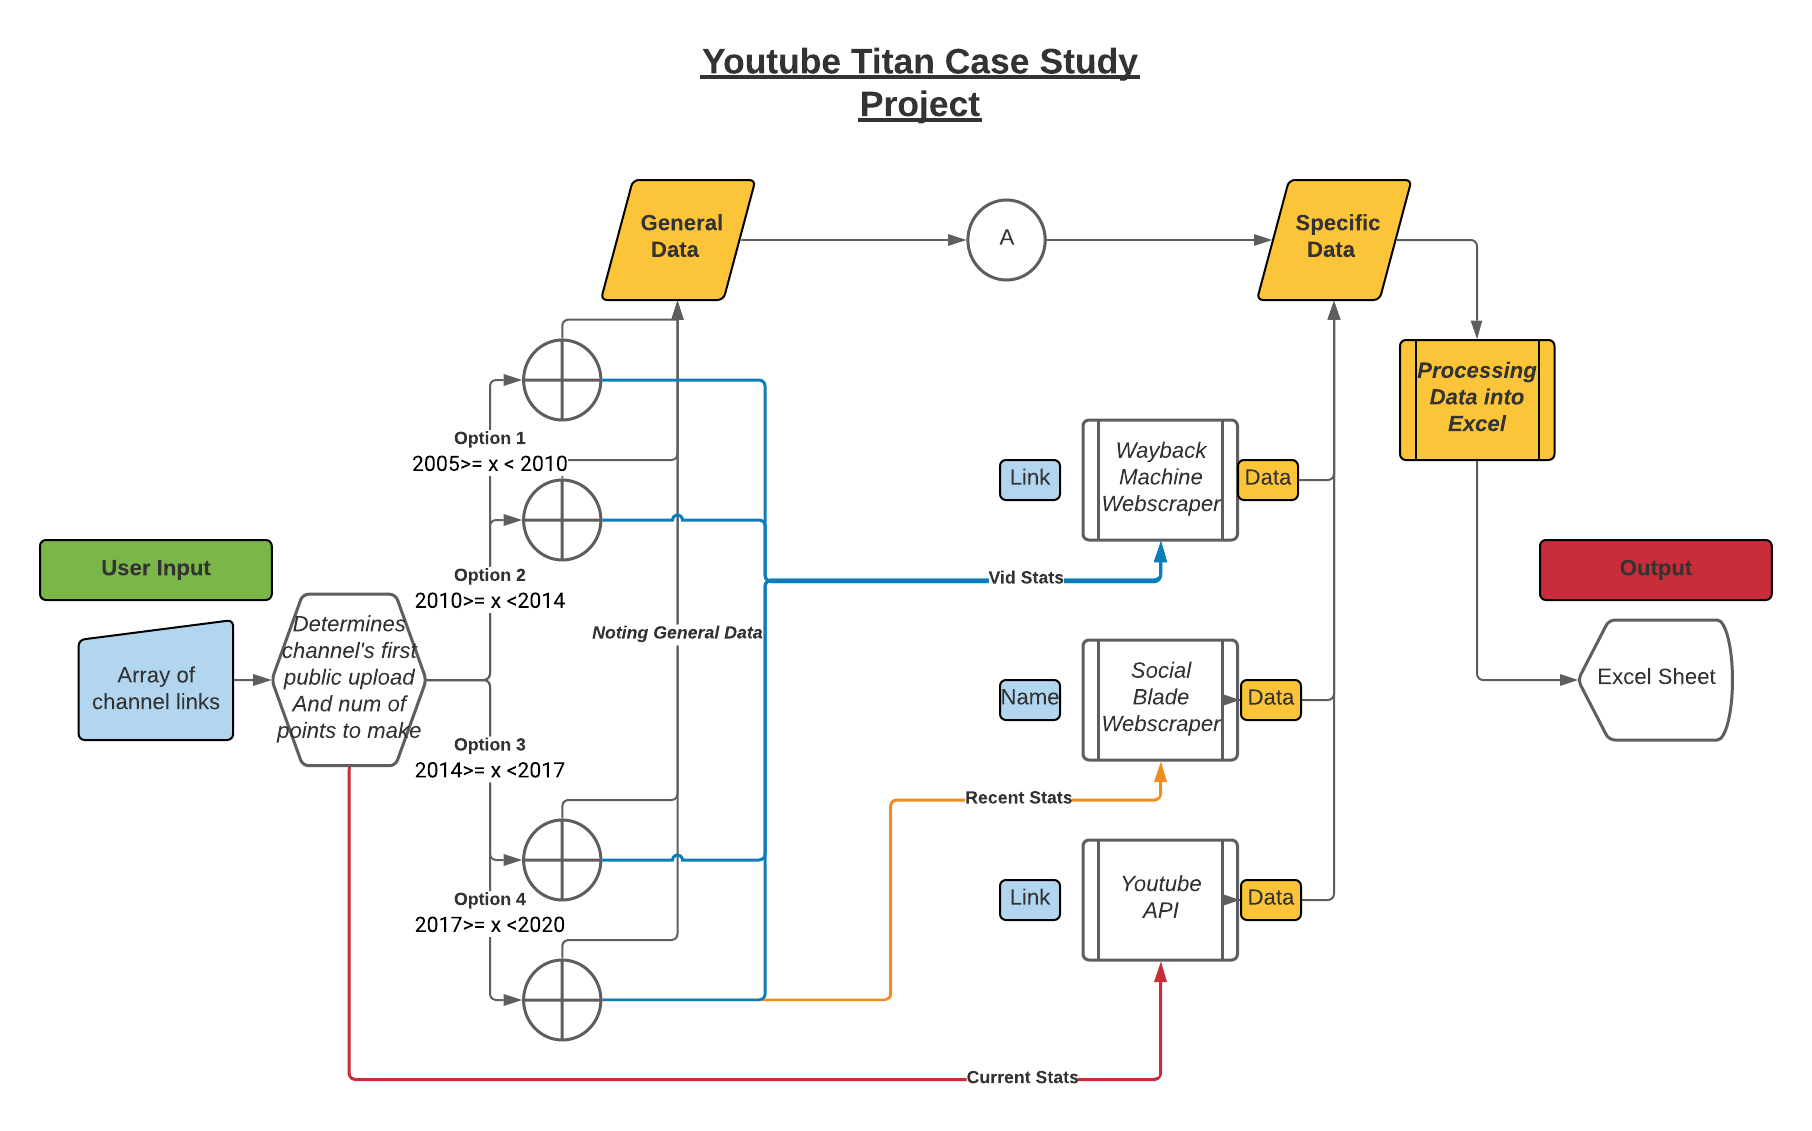 Youtube Titan Case Study
Project
General
Data
A
Specific
Data
Processing
Data into
Excel
Option 1
2005>= x < 2010
Wayback
Machine
Webscraper
Link
Data
User Input
Option 2
2010>= x <2014
Vid Stats
Output
Determines
channel's first
public upload
And num of
points to make
Array of
channel links
Noting General Data
Social
Blade
Webscraper
Name
Data
Excel Sheet
Option 3
2014>= x <2017
Recent Stats
Youtube
API
Link
Data
Option 4
2017>= x <2020
Current Stats